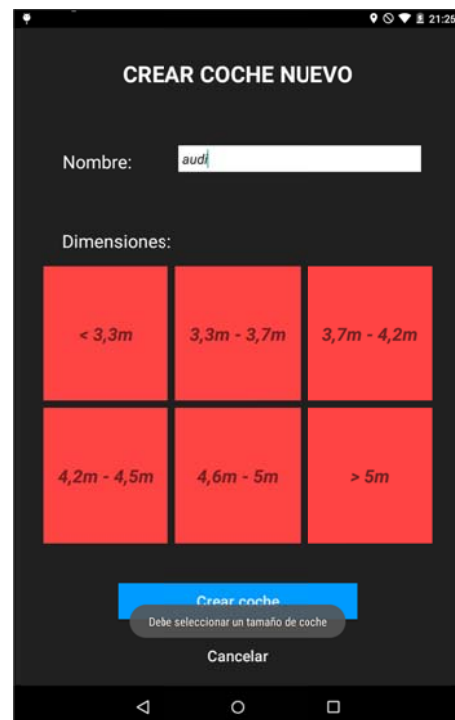 21:25
CREAR COCHE NUEVO
Nombre: audi
Dimensiones:
< 3,3m 3,3m - 3,7m 3,7m - 4,2m
4,2m - 4,5m 4,6m - 5m > 5m
Crear coche
Debe seleccionar un tamaño de coche
Cancelar